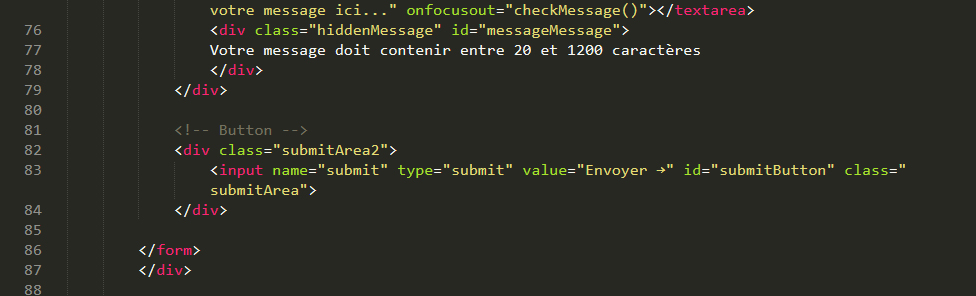 votre message ici..." onfocusout="checkMessage()"></textarea>
76 <div class="hiddenMessage" id="messageMessage">
77 Votre message doit contenir entre 20 et 1200 caractères
78 </div>
79 </div>
80
81 <!-- Button -->
82 <div class="submitArea2">
83 <input name="submit" type="submit" value="Envoyer →" id="submitButton" class="
submitArea">
84 </div>
85
86 </form>
87 </div>
88